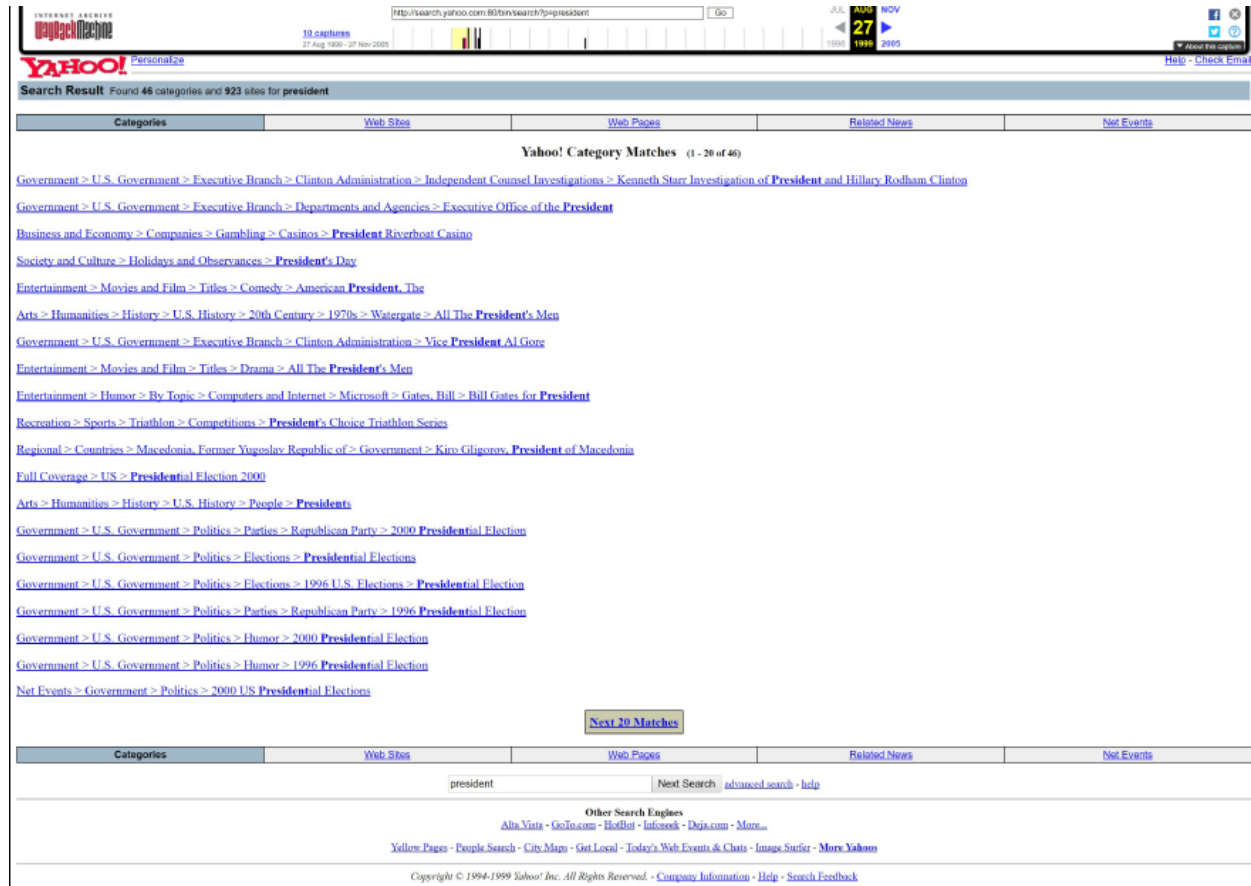 INTERNET ARCHIVE
WayBackMachine
http://search.yahoo.com:80/bin/search?p=president Go
10 captures
27 Aug 1999 - 27 Nov 2005
JUL AUG NOV
27
1998 1999 2005
▼ About this capture
YAHOO! Personalize Help - Check Email
Search Result Found 46 categories and 923 sites for president
Categories Web Sites Web Pages Related News Net Events
Yahoo! Category Matches (1 - 20 of 46)
Government > U.S. Government > Executive Branch > Clinton Administration > Independent Counsel Investigations > Kenneth Starr Investigation of President and Hillary Rodham Clinton
Government > U.S. Government > Executive Branch > Departments and Agencies > Executive Office of the President
Business and Economy > Companies > Gambling > Casinos > President Riverboat Casino
Society and Culture > Holidays and Observances > President's Day
Entertainment > Movies and Film > Titles > Comedy > American President, The
Arts > Humanities > History > U.S. History > 20th Century > 1970s > Watergate > All The President's Men
Government > U.S. Government > Executive Branch > Clinton Administration > Vice President Al Gore
Entertainment > Movies and Film > Titles > Drama > All The President's Men
Entertainment > Humor > By Topic > Computers and Internet > Microsoft > Gates, Bill > Bill Gates for President
Recreation > Sports > Triathlon > Competitions > President's Choice Triathlon Series
Regional > Countries > Macedonia, Former Yugoslav Republic of > Government > Kiro Gligorov, President of Macedonia
Full Coverage > US > Presidential Election 2000
Arts > Humanities > History > U.S. History > People > Presidents
Government > U.S. Government > Politics > Parties > Republican Party > 2000 Presidential Election
Government > U.S. Government > Politics > Elections > Presidential Elections
Government > U.S. Government > Politics > Elections > 1996 U.S. Elections > Presidential Election
Government > U.S. Government > Politics > Parties > Republican Party > 1996 Presidential Election
Government > U.S. Government > Politics > Humor > 2000 Presidential Election
Government > U.S. Government > Politics > Humor > 1996 Presidential Election
Net Events > Government > Politics > 2000 US Presidential Elections
Next 20 Matches
Categories Web Sites Web Pages Related News Net Events
president Next Search advanced search - help
Other Search Engines
Alta Vista - GoTo.com - HotBot - Infoseek - Deja.com - More...
Yellow Pages - People Search - City Maps - Get Local - Today's Web Events & Chats - Image Surfer - More Yahoos
Copyright © 1994-1999 Yahoo! Inc. All Rights Reserved. - Company Information - Help - Search Feedback